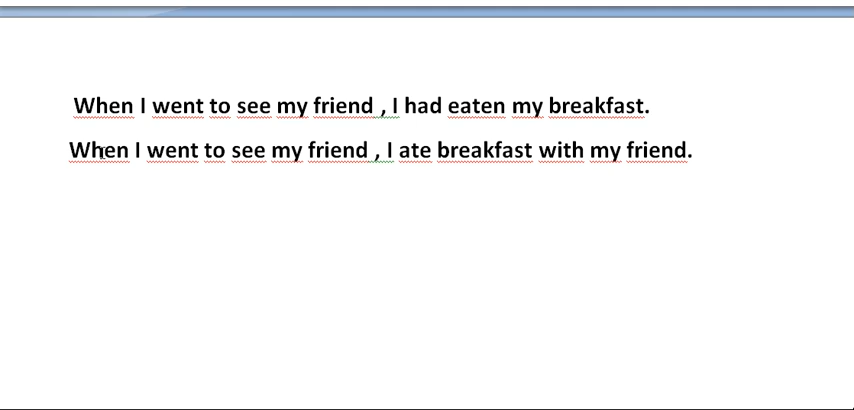 When I went to see my friend , I had eaten my breakfast.
When I went to see my friend , I ate breakfast with my friend.